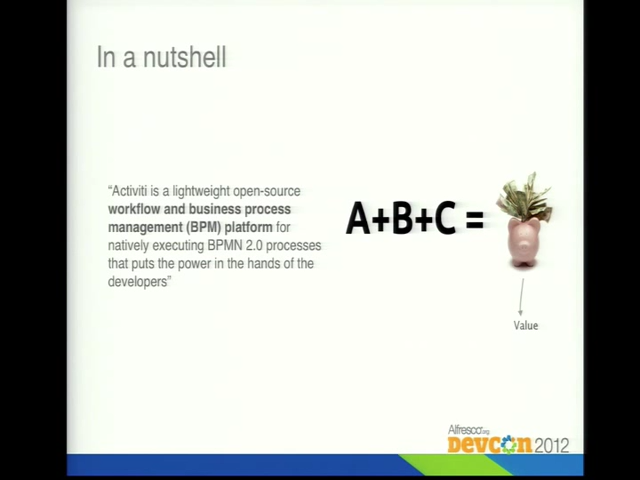 In a nutshell
“Activiti is a lightweight open-source
workflow and business process
management (BPM) platform for
natively executing BPMN 2.0 processes
that puts the power in the hands of the
developers”
A+B+C =
Value
Alfresco.org
DevCon 2012